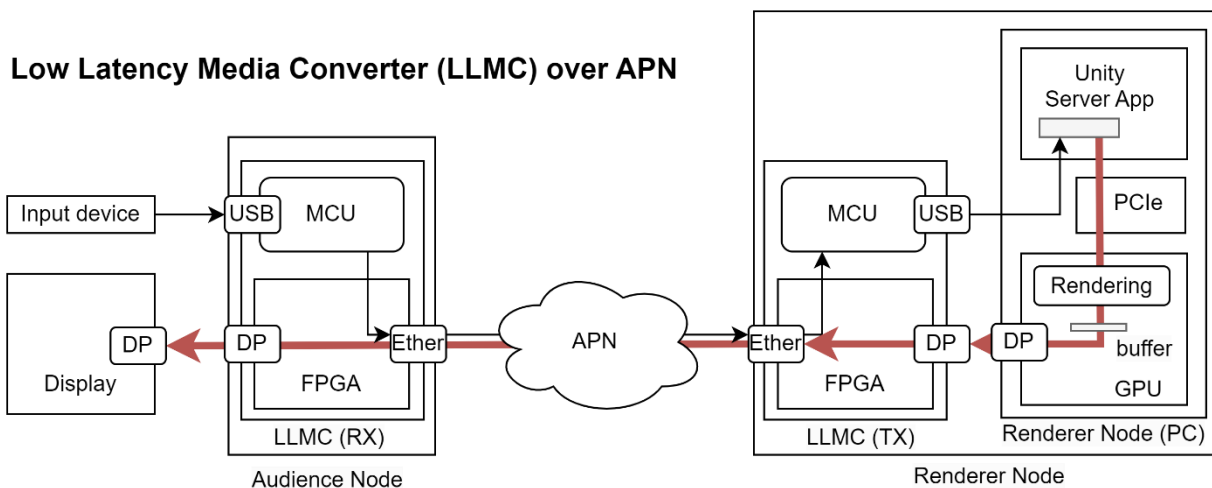 Low Latency Media Converter (LLMC) over APN
Unity
Server App
Input device
USB
MCU
MCU
USB
PCIe
Rendering
DP
Display
DP
Ether
FPGA
APN
Ether
DP
FPGA
DP
buffer
GPU
LLMC (RX)
LLMC (TX)
Renderer Node (PC)
Audience Node
Renderer Node